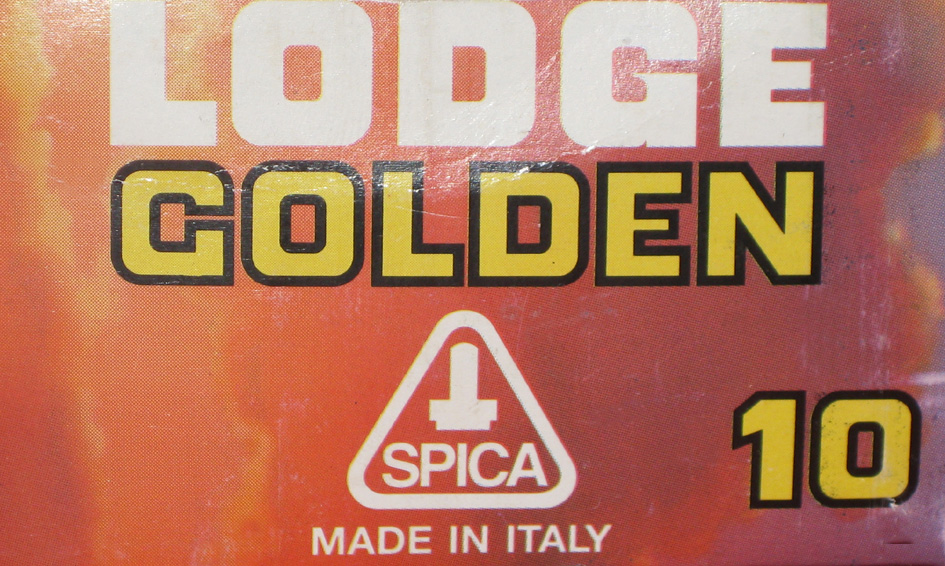 LODGE
GOLDEN
SPICA
10
MADE IN ITALY